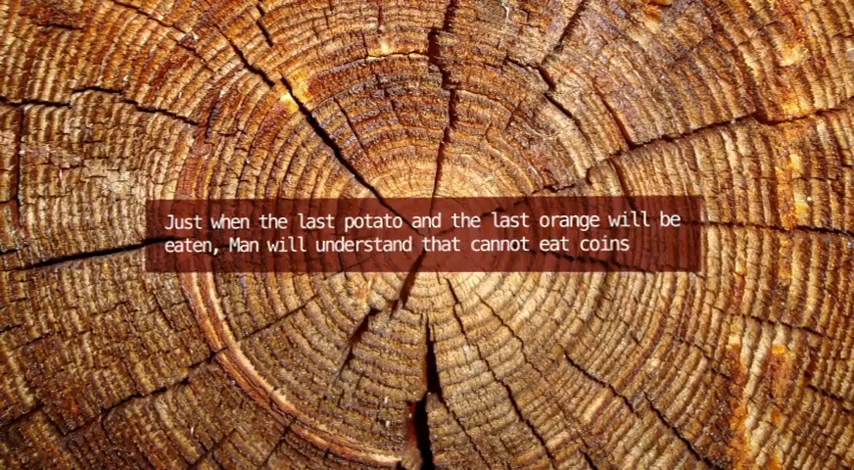 Just when the last potato and the last orange will be
eaten, Man will understand that cannot eat coins